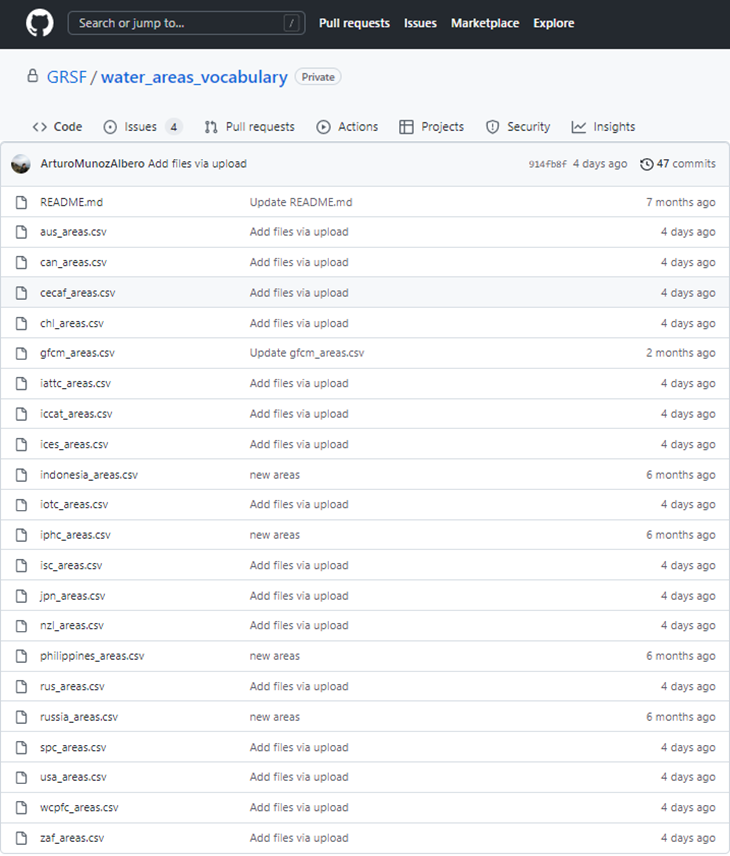 Search or jump to... / Pull requests Issues Marketplace Explore
GRSF / water_areas_vocabulary Private
Code Issues 4 Pull requests Actions Projects Security Insights
ArturoMunozAlbero Add files via upload 914fb8f 4 days ago 47 commits
README.md Update README.md 7 months ago
aus_areas.csv Add files via upload 4 days ago
can_areas.csv Add files via upload 4 days ago
cecaf_areas.csv Add files via upload 4 days ago
chl_areas.csv Add files via upload 4 days ago
gfcm_areas.csv Update gfcm_areas.csv 2 months ago
iattc_areas.csv Add files via upload 4 days ago
iccat_areas.csv Add files via upload 4 days ago
ices_areas.csv Add files via upload 4 days ago
indonesia_areas.csv new areas 6 months ago
iotc_areas.csv Add files via upload 4 days ago
iphc_areas.csv new areas 6 months ago
isc_areas.csv Add files via upload 4 days ago
jpn_areas.csv Add files via upload 4 days ago
nzl_areas.csv Add files via upload 4 days ago
philippines_areas.csv new areas 6 months ago
rus_areas.csv Add files via upload 4 days ago
russia_areas.csv new areas 6 months ago
spc_areas.csv Add files via upload 4 days ago
usa_areas.csv Add files via upload 4 days ago
wcpfc_areas.csv Add files via upload 4 days ago
zaf_areas.csv Add files via upload 4 days ago